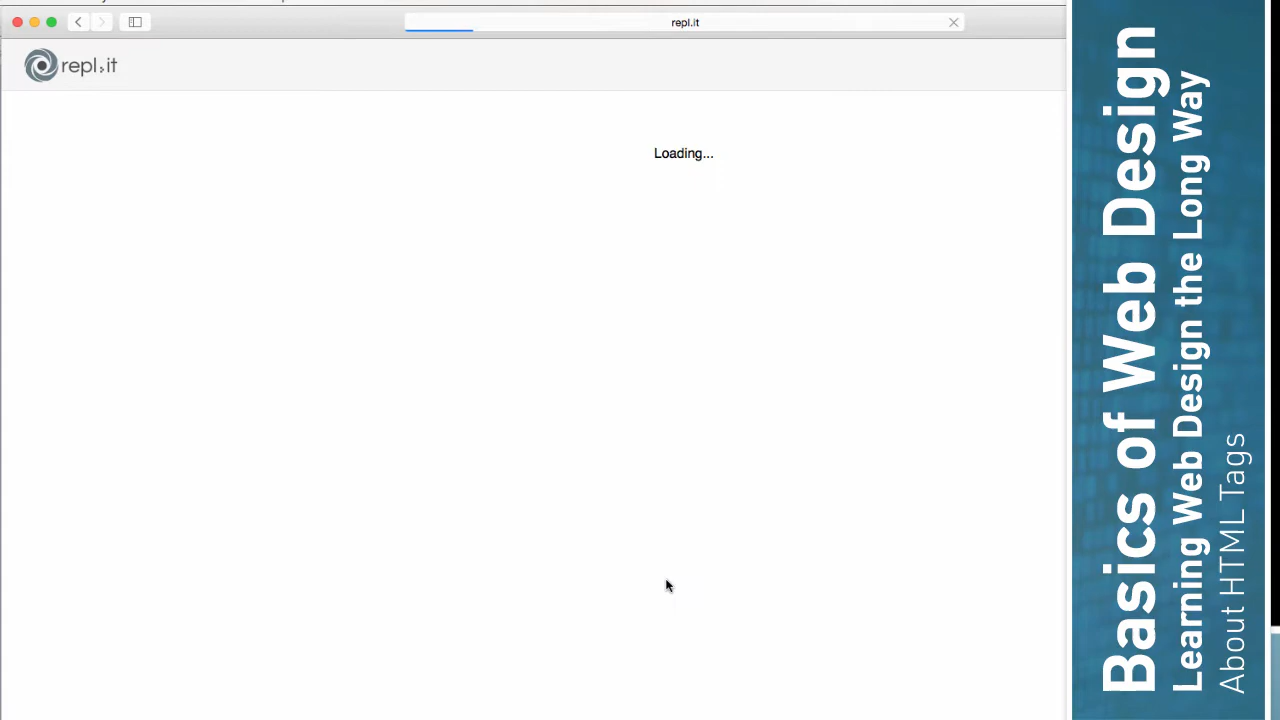 repl.it
repl.it
Loading...
Basics of Web Design
Learning Web Design the Long Way
About HTML Tags